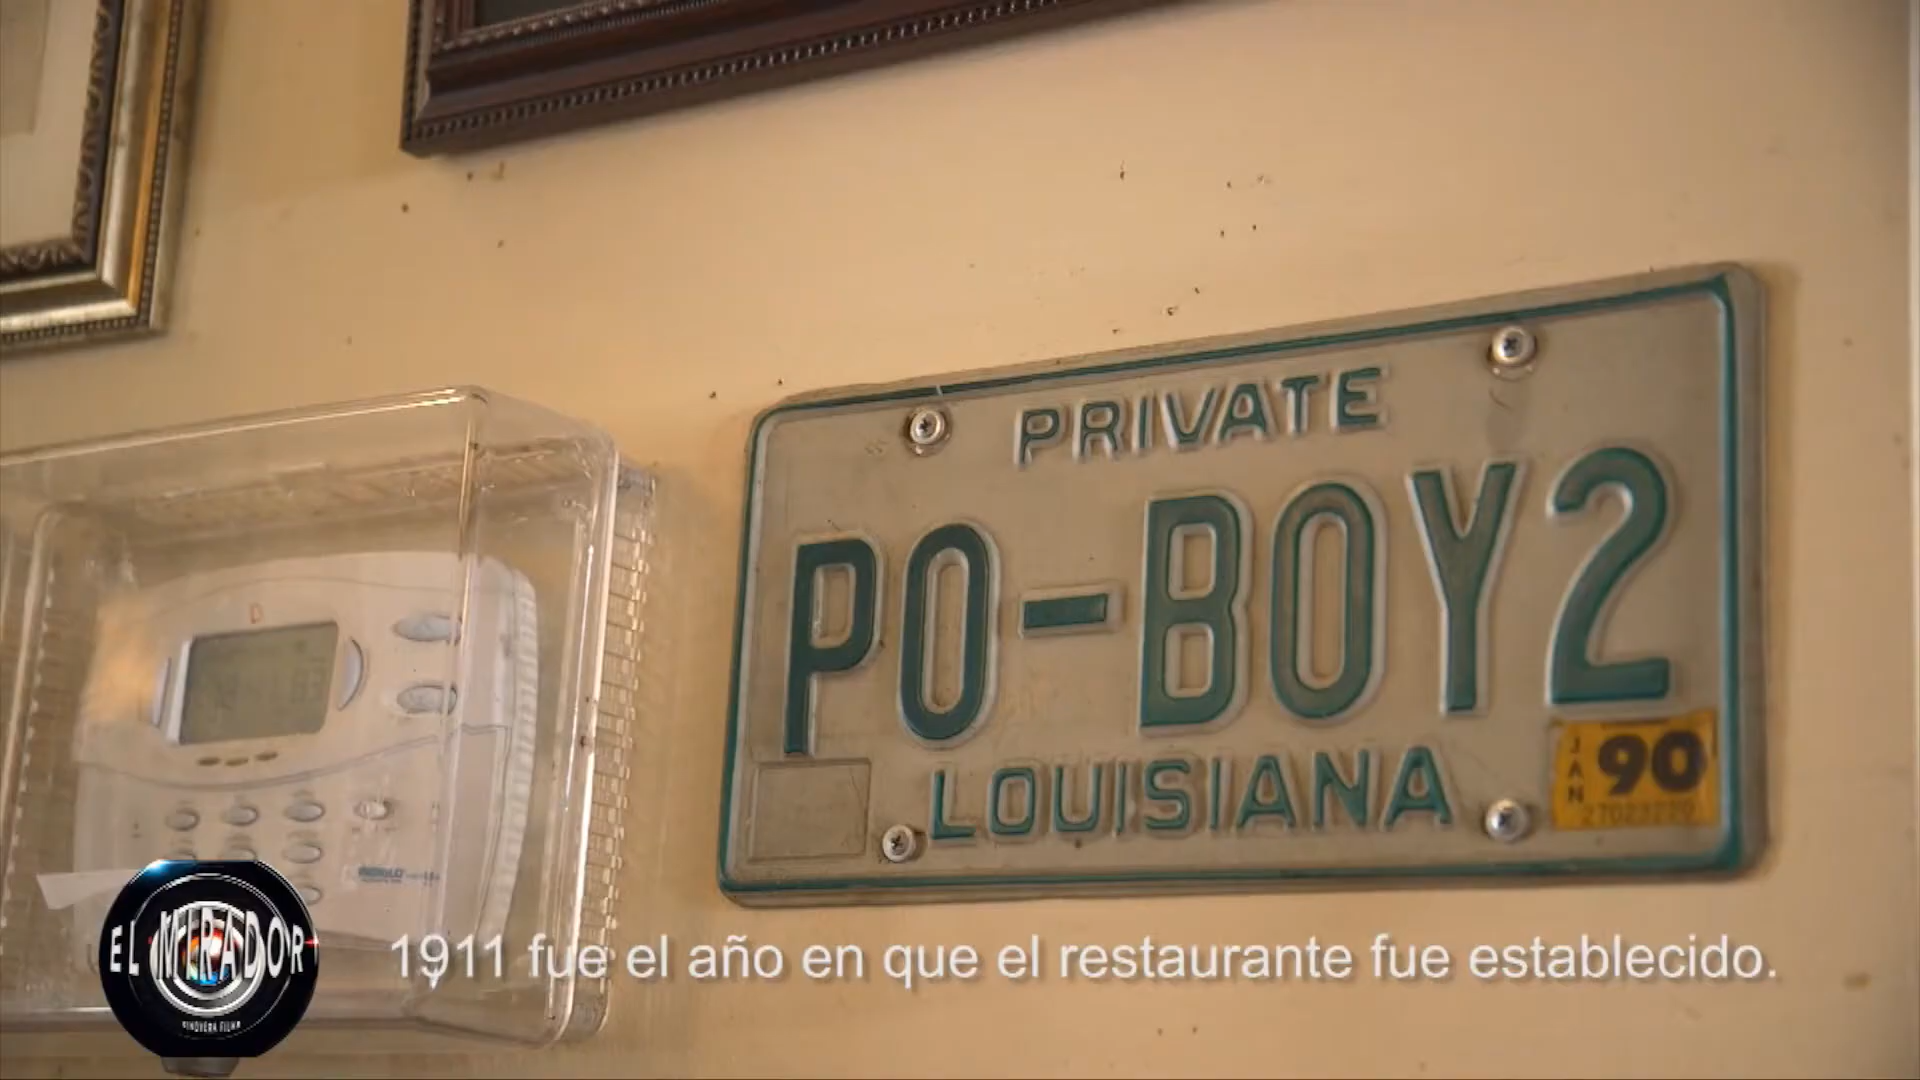 PRIVATE
PO-BOY2
LOUISIANA
JAN
90
EL MIRADOR
1911 fue el año en que el restaurante fue establecido.